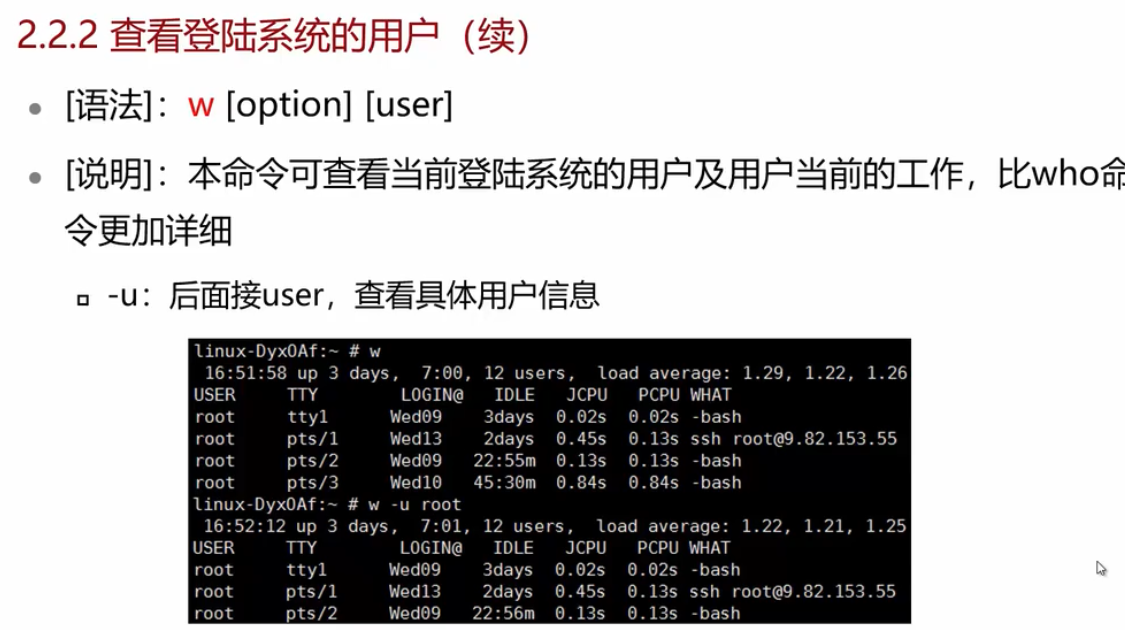 2.2.2 查看登陆系统的用户（续）
[语法]：w [option] [user]
[说明]：本命令可查看当前登陆系统的用户及用户当前的工作，比who命
令更加详细
-u：后面接user，查看具体用户信息
linux-DyxOAf:~ # w
16:51:58 up 3 days,  7:00, 12 users,  load average: 1.29, 1.22, 1.26
USER     TTY        LOGIN@   IDLE   JCPU   PCPU WHAT
root     tty1      Wed09    3days  0.02s  0.02s -bash
root     pts/1     Wed13    2days  0.45s  0.13s ssh root@9.82.153.55
root     pts/2     Wed09   22:55m  0.13s  0.13s -bash
root     pts/3     Wed10   45:30m  0.84s  0.84s -bash
linux-DyxOAf:~ # w -u root
16:52:12 up 3 days,  7:01, 12 users,  load average: 1.22, 1.21, 1.25
USER     TTY        LOGIN@   IDLE   JCPU   PCPU WHAT
root     tty1      Wed09    3days  0.02s  0.02s -bash
root     pts/1     Wed13    2days  0.45s  0.13s ssh root@9.82.153.55
root     pts/2     Wed09   22:56m  0.13s  0.13s -bash